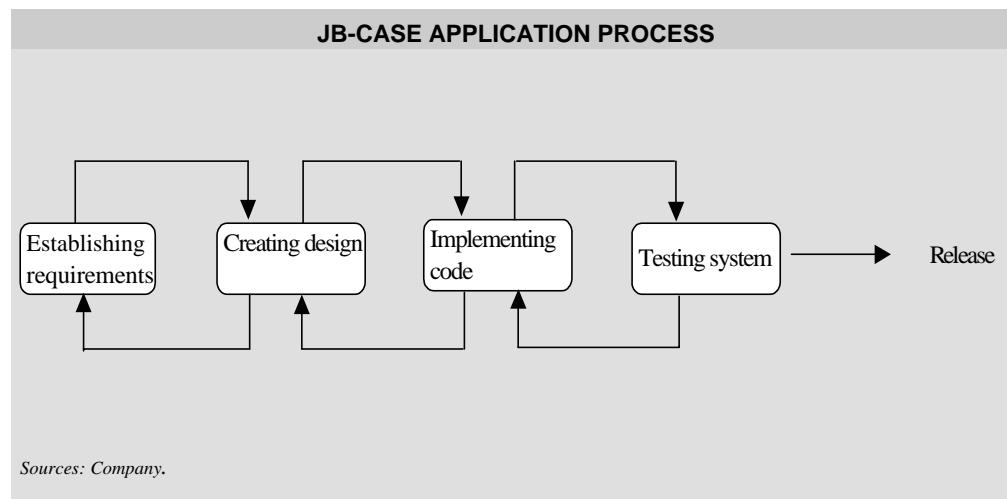 JB-CASE APPLICATION PROCESS
Establishing
requirements
Creating design
Implementing
code
Testing system
Release
Sources: Company.